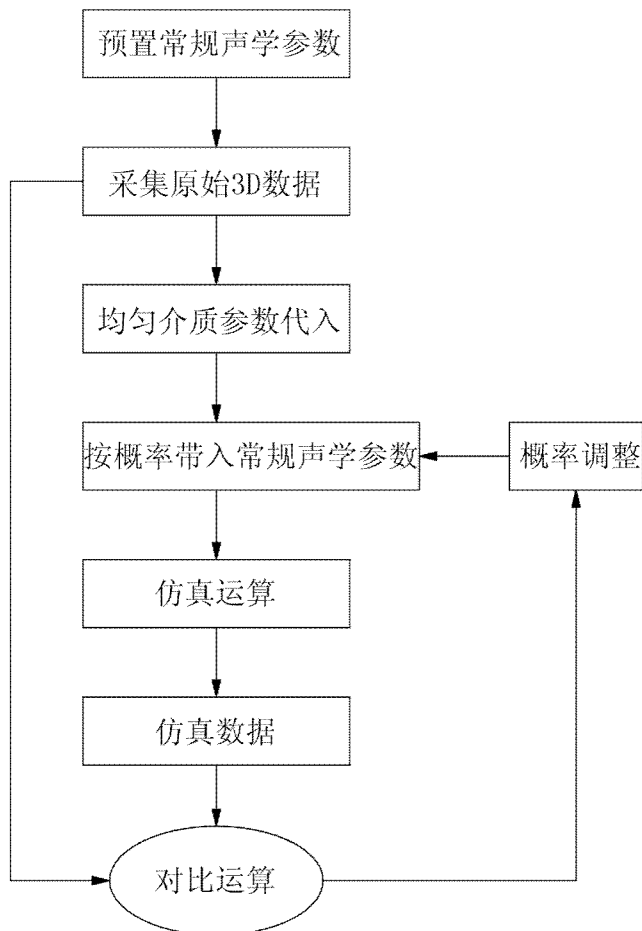 预置常规声学参数
采集原始3D数据
均匀介质参数代入
按概率带入常规声学参数
概率调整
仿真运算
仿真数据
对比运算